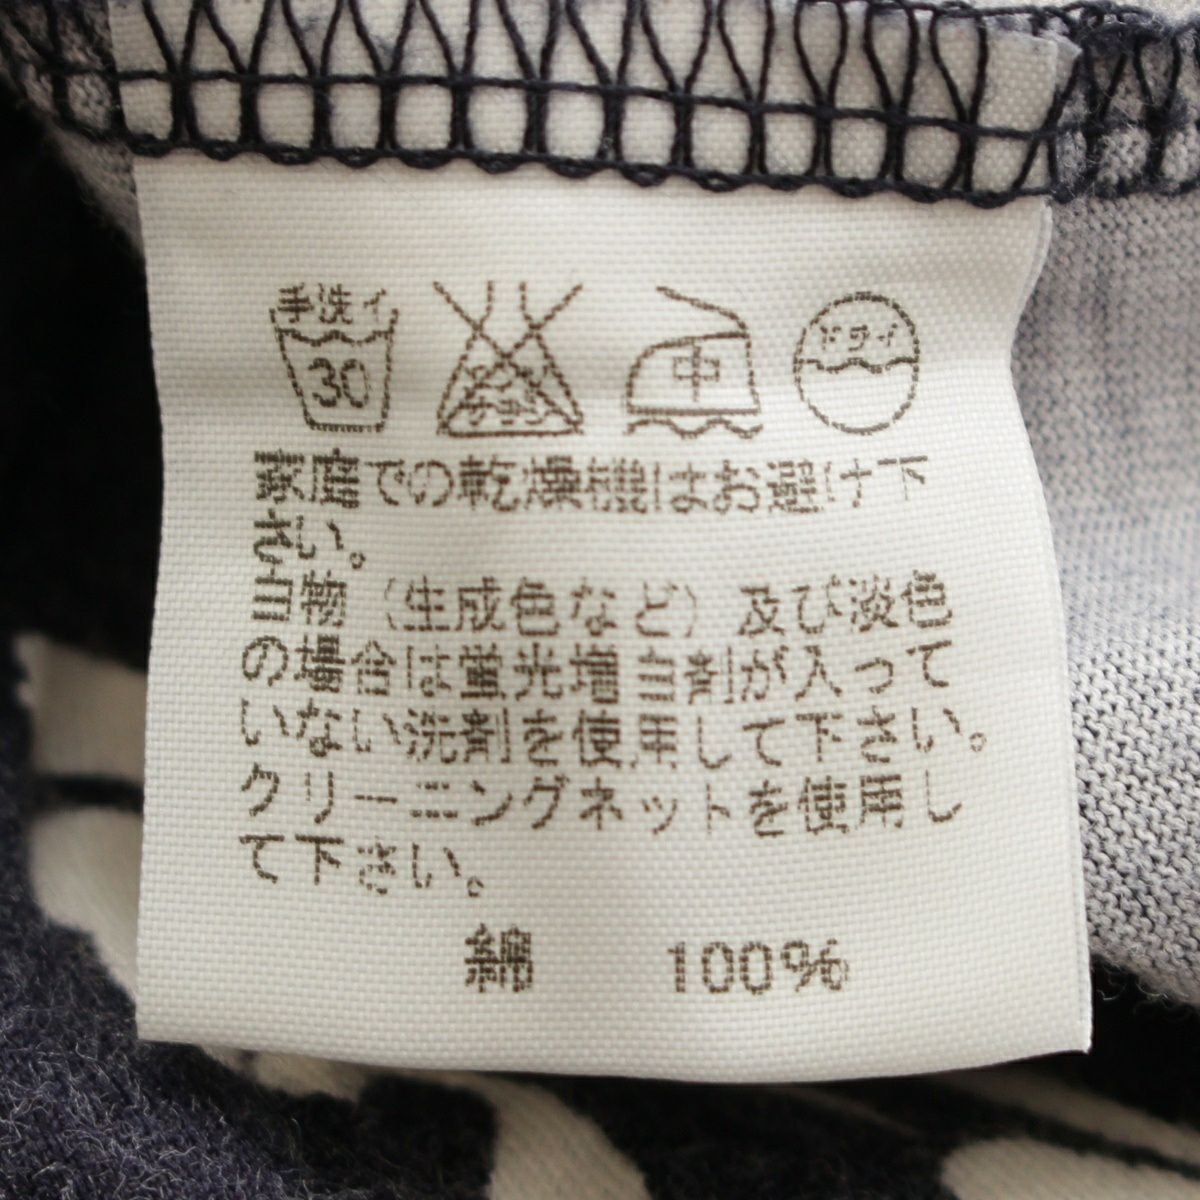 手洗イ
30
中
ドライ
家庭での乾燥機はお避け下
さい。
白物（生成色など）及び淡色
の場合は蛍光増白剤が入って
いない洗剤を使用して下さい。
クリーニングネットを使用し
て下さい。
綿 100%